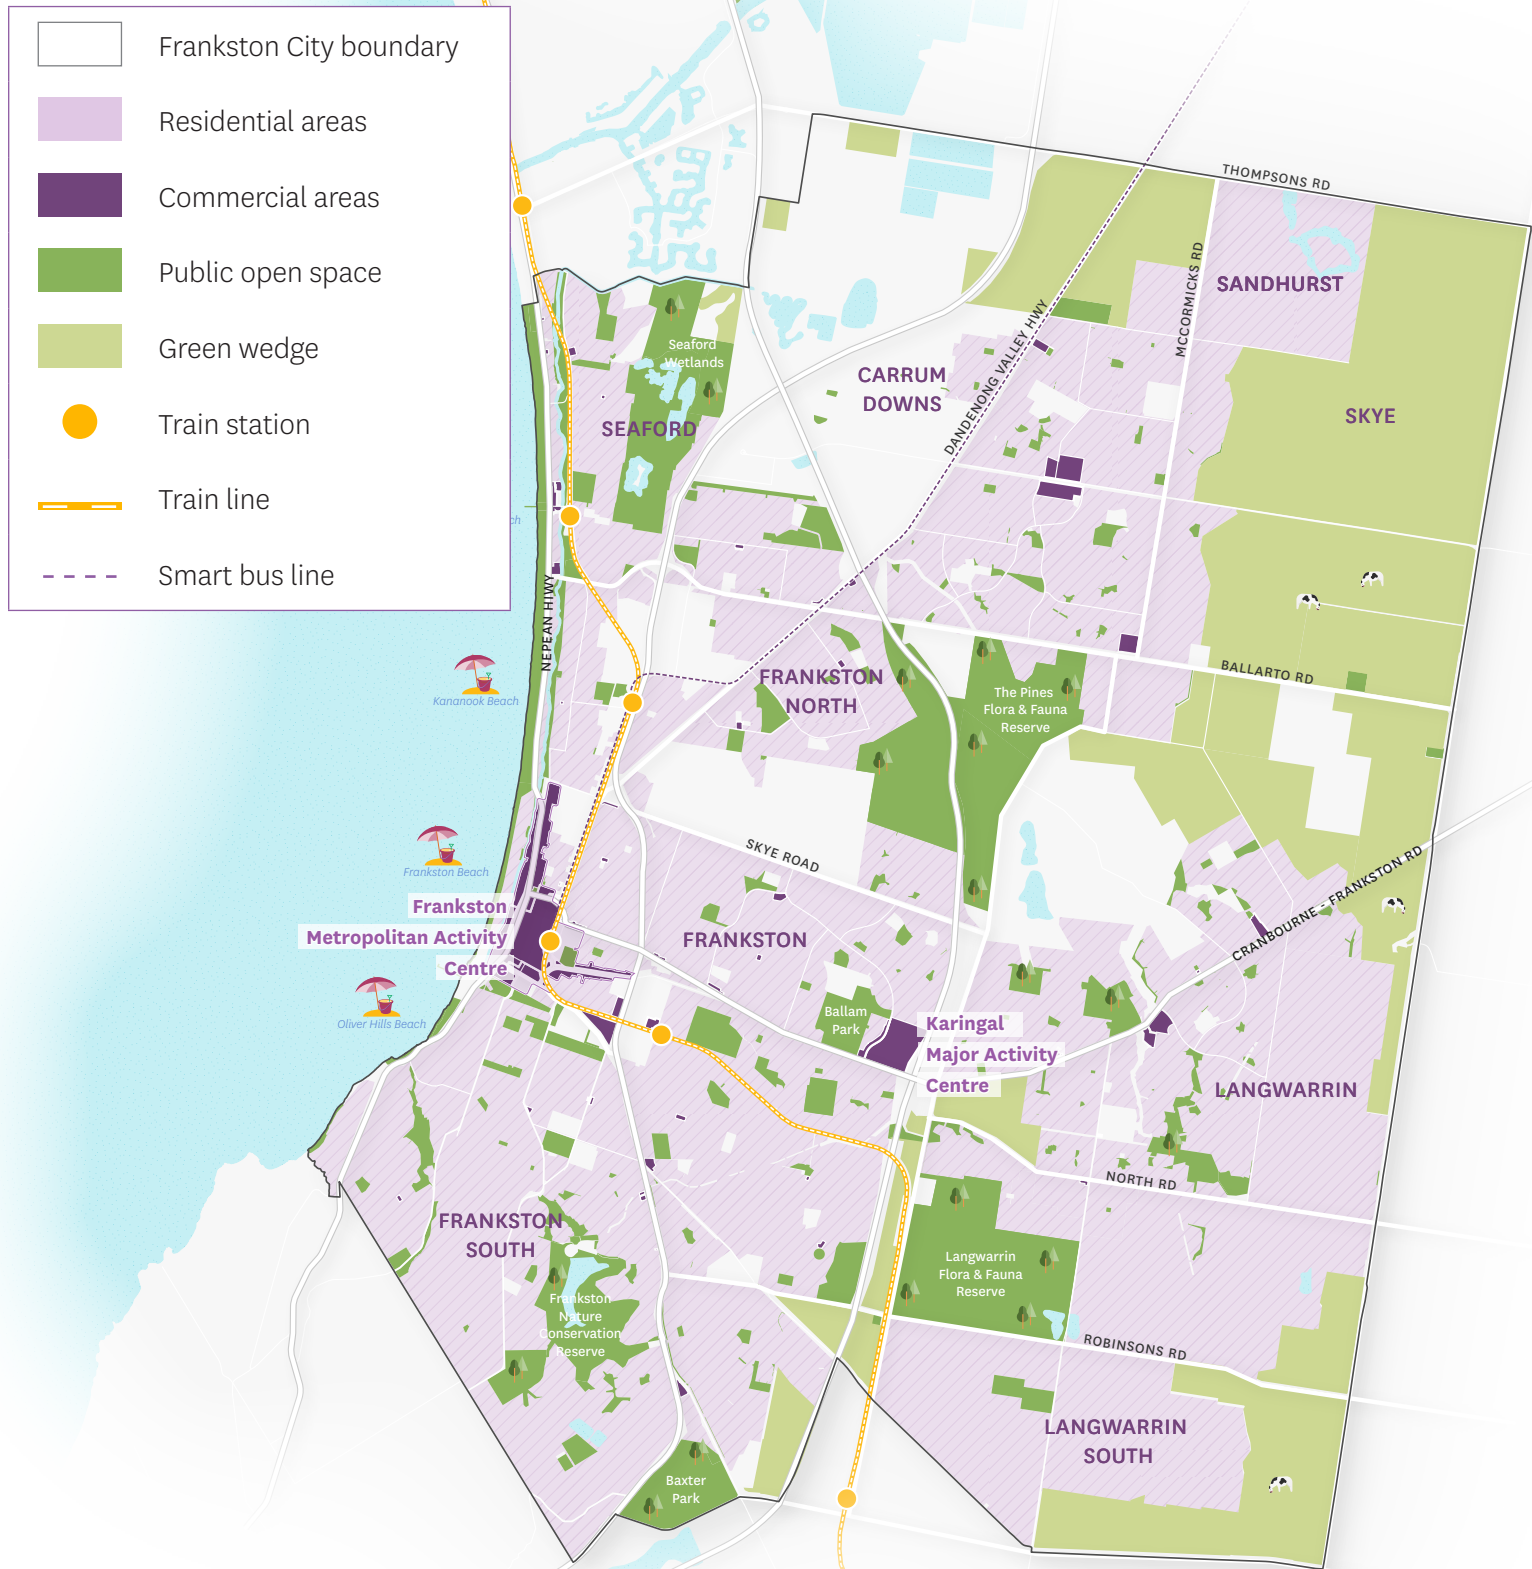 Frankston City boundary
Residential areas
Commercial areas
Public open space
Green wedge
Train station
Train line
Smart bus line
THOMPSONS RD
MCCORMICKS RD
SANDHURST
Seaford
Wetlands
SEAFORD
CARRUM
DOWNS
DANDENONG VALLEY HWY
SKYE
NEPEAN HIWY
Kananook Beach
FRANKSTON
NORTH
The Pines
Flora & Fauna
Reserve
BALLARTO RD
Frankston Beach
SKYE ROAD
CRANBOURNE - FRANKSTON RD
Frankston
Metropolitan Activity
Centre
FRANKSTON
Oliver Hills Beach
Ballam
Park
Karingal
Major Activity
Centre
LANGWARRIN
NORTH RD
FRANKSTON
SOUTH
Langwarrin
Flora & Fauna
Reserve
Frankston
Nature
Conservation
Reserve
ROBINSONS RD
LANGWARRIN
SOUTH
Baxter
Park